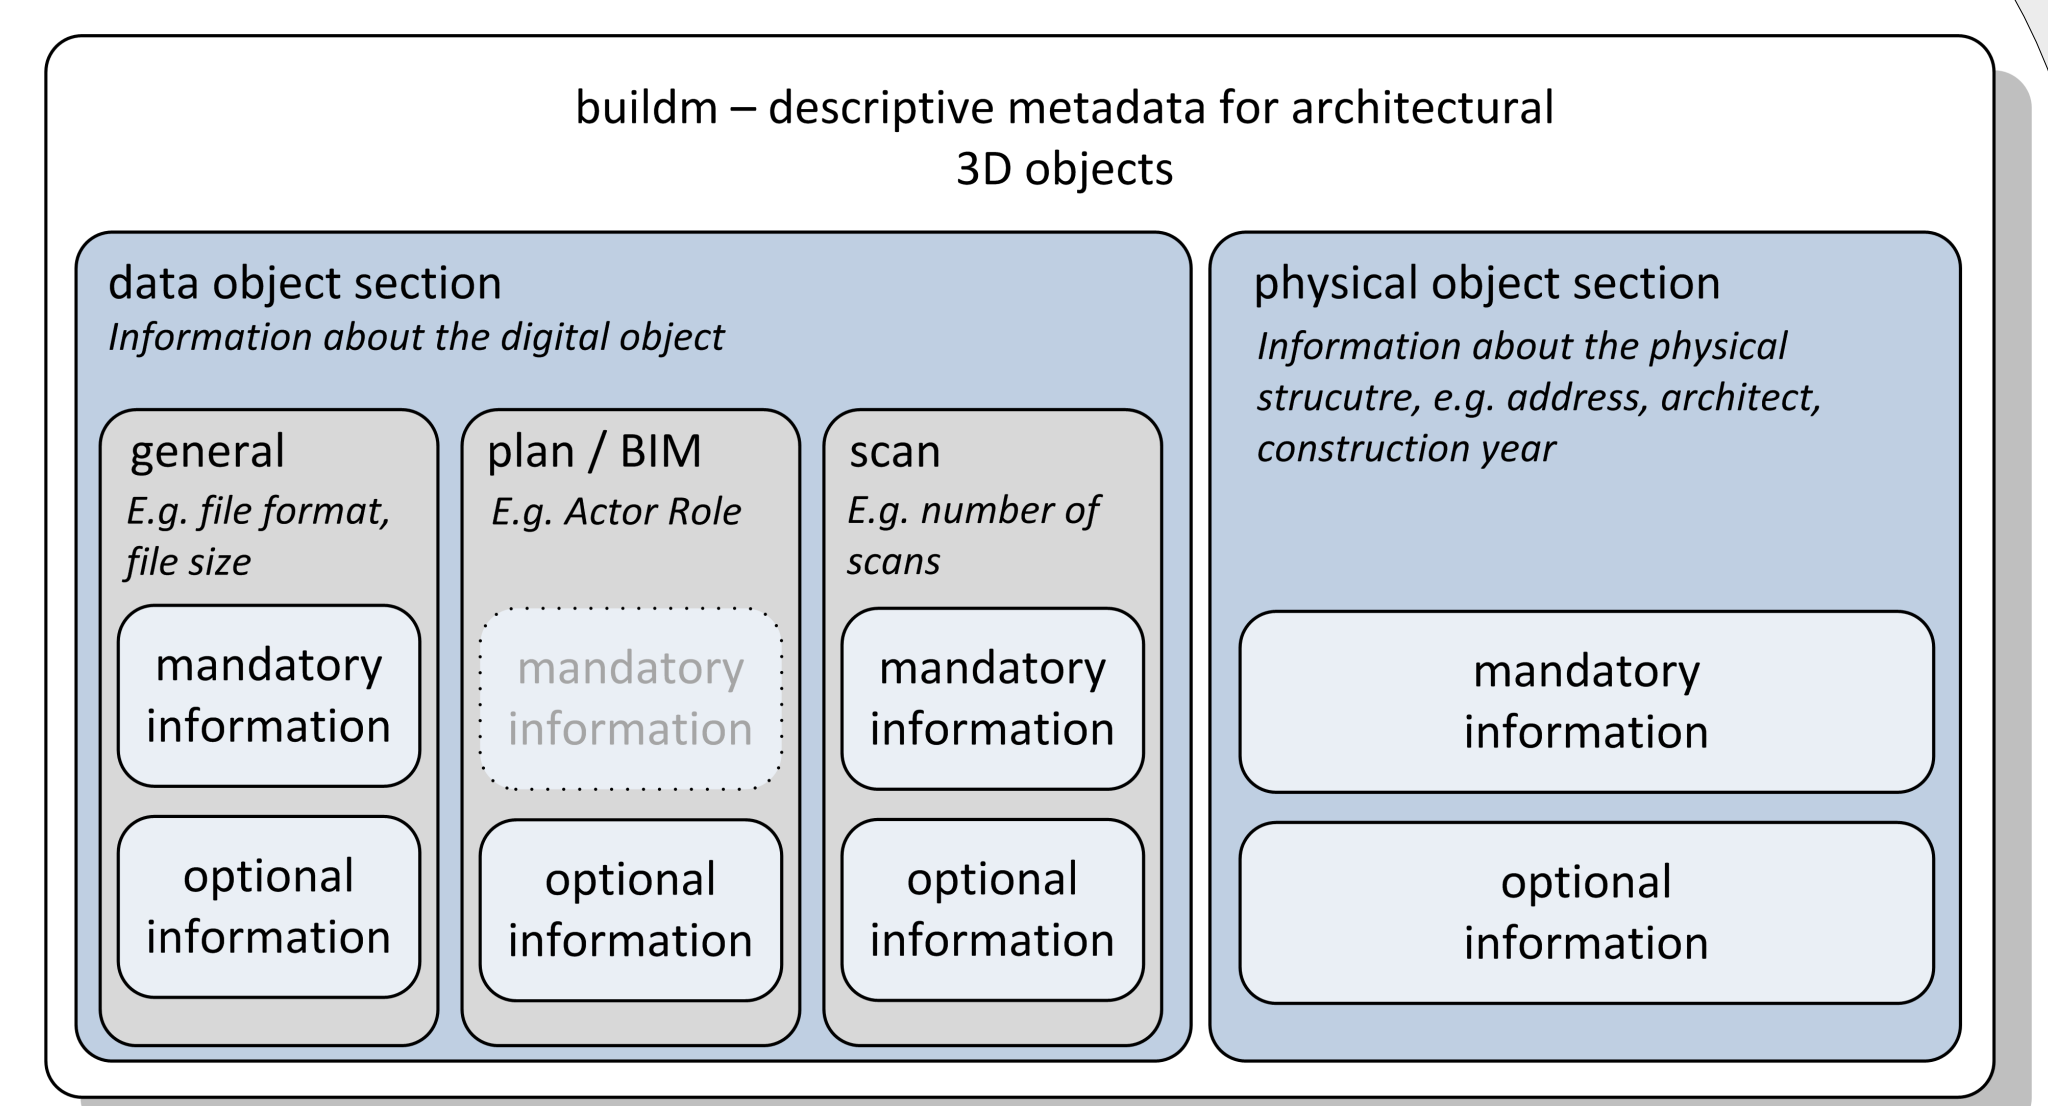 buildm – descriptive metadata for architectural
3D objects
data object section
Information about the digital object
general
E.g. file format,
file size
mandatory
information
optional
information
plan / BIM
E.g. Actor Role
mandatory
information
optional
information
scan
E.g. number of
scans
mandatory
information
optional
information
physical object section
Information about the physical
strucutre, e.g. address, architect,
construction year
mandatory
information
optional
information